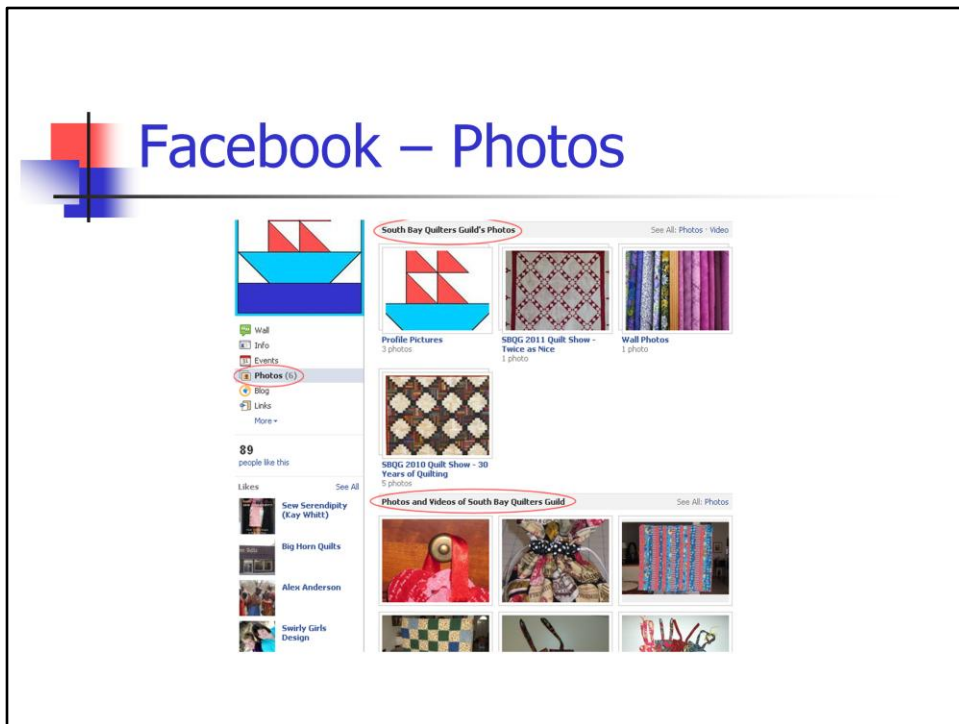 Facebook – Photos
Wall
Info
Events
Photos (6)
Blog
Links
More
89
people like this
Likes See All
Sew Serendipity
(Kay Whitt)
Big Horn Quilts
Alex Anderson
Swirly Girls
Design
South Bay Quilters Guild's Photos See All: Photos · Video
Profile Pictures
3 photos
SBQG 2011 Quilt Show -
Twice as Nice
1 photo
Wall Photos
1 photo
SBQG 2010 Quilt Show - 30
Years of Quilting
5 photos
Photos and Videos of South Bay Quilters Guild See All: Photos